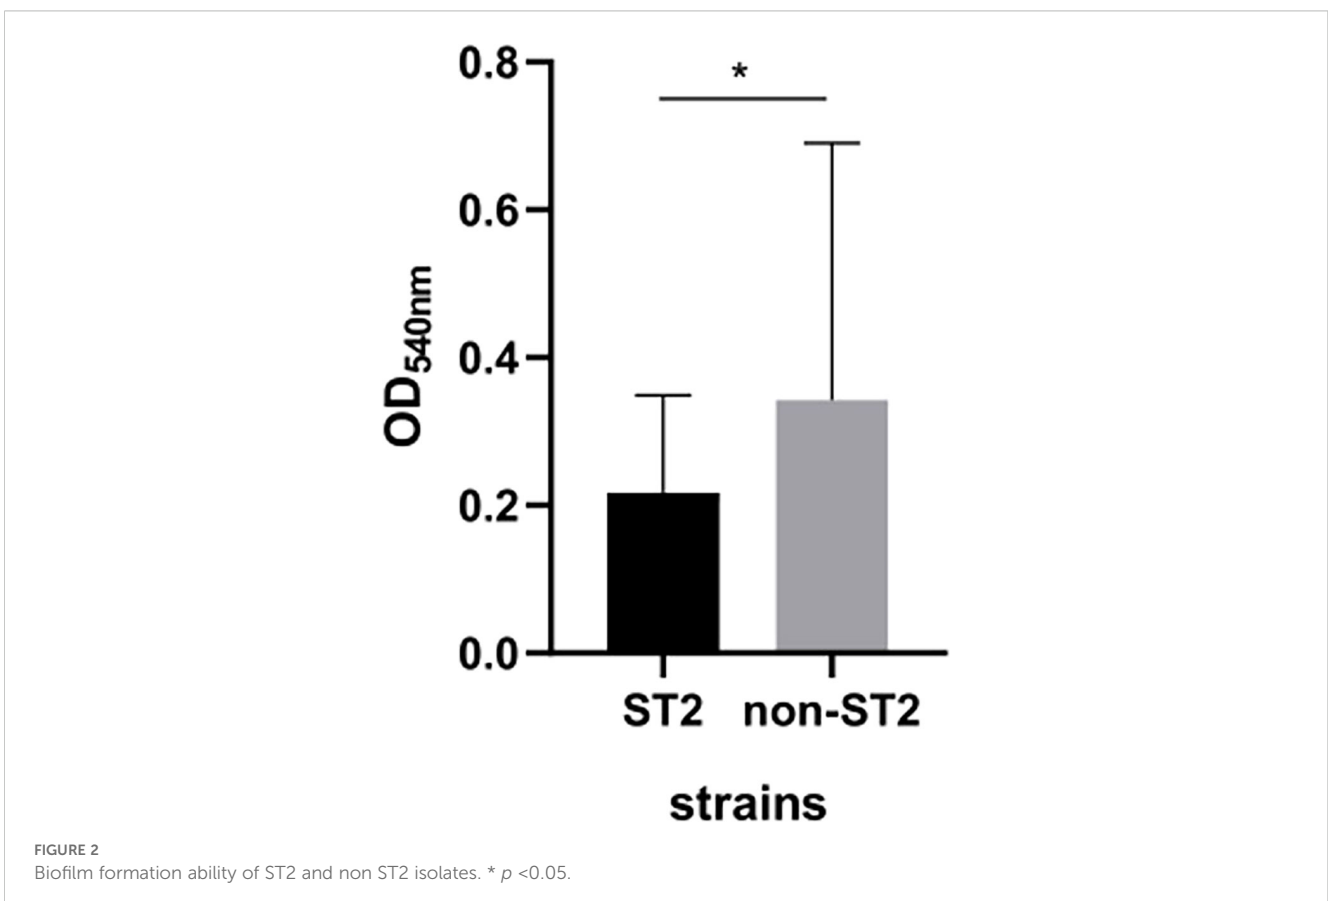 0.8
*
0.6
0.4
0.2
0.0
OD540nm
ST2 non-ST2
strains
FIGURE 2
Biofilm formation ability of ST2 and non ST2 isolates. * p <0.05.